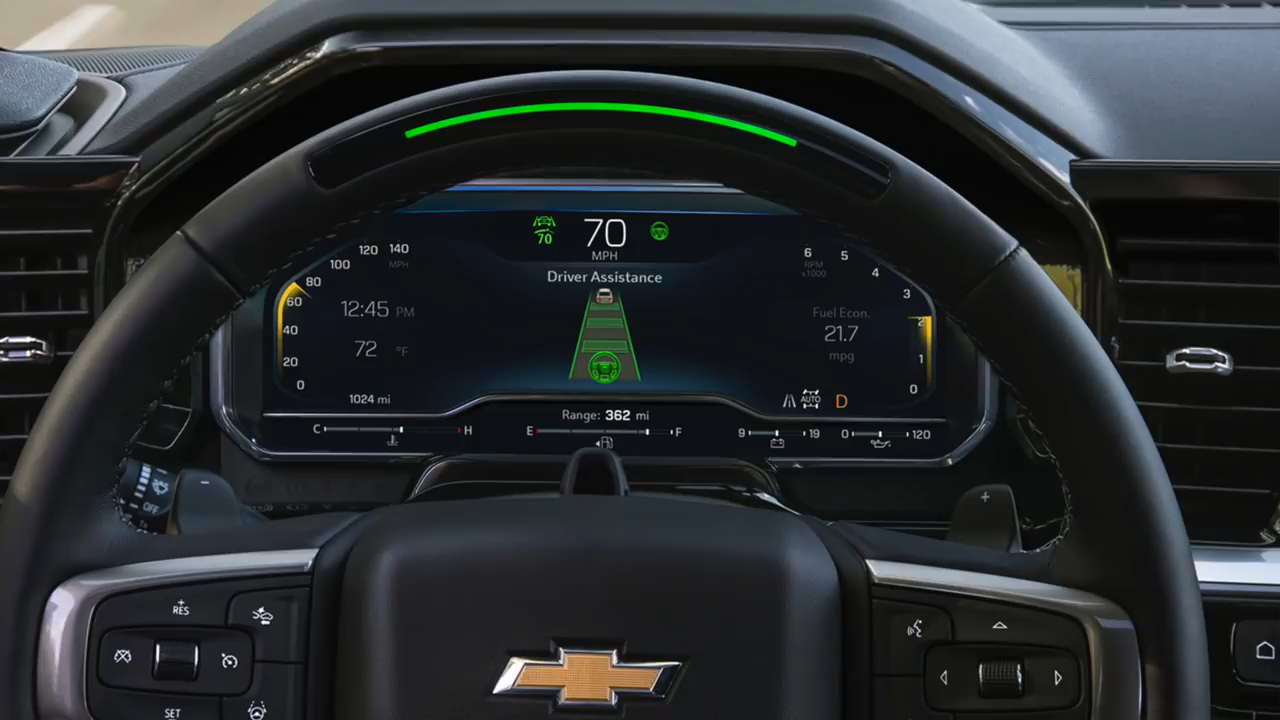 70
70
MPH
Driver Assistance
140
MPH
120
100
80
60
40
20
0
12:45 PM
72 °F
1024 mi
6
RPM
x1000
5
4
3
2
1
0
Fuel Econ.
21.7
mpg
AUTO
D
Range: 362 mi
C H
E F
9 19
0 120
OFF
-
+
+
RES
SET